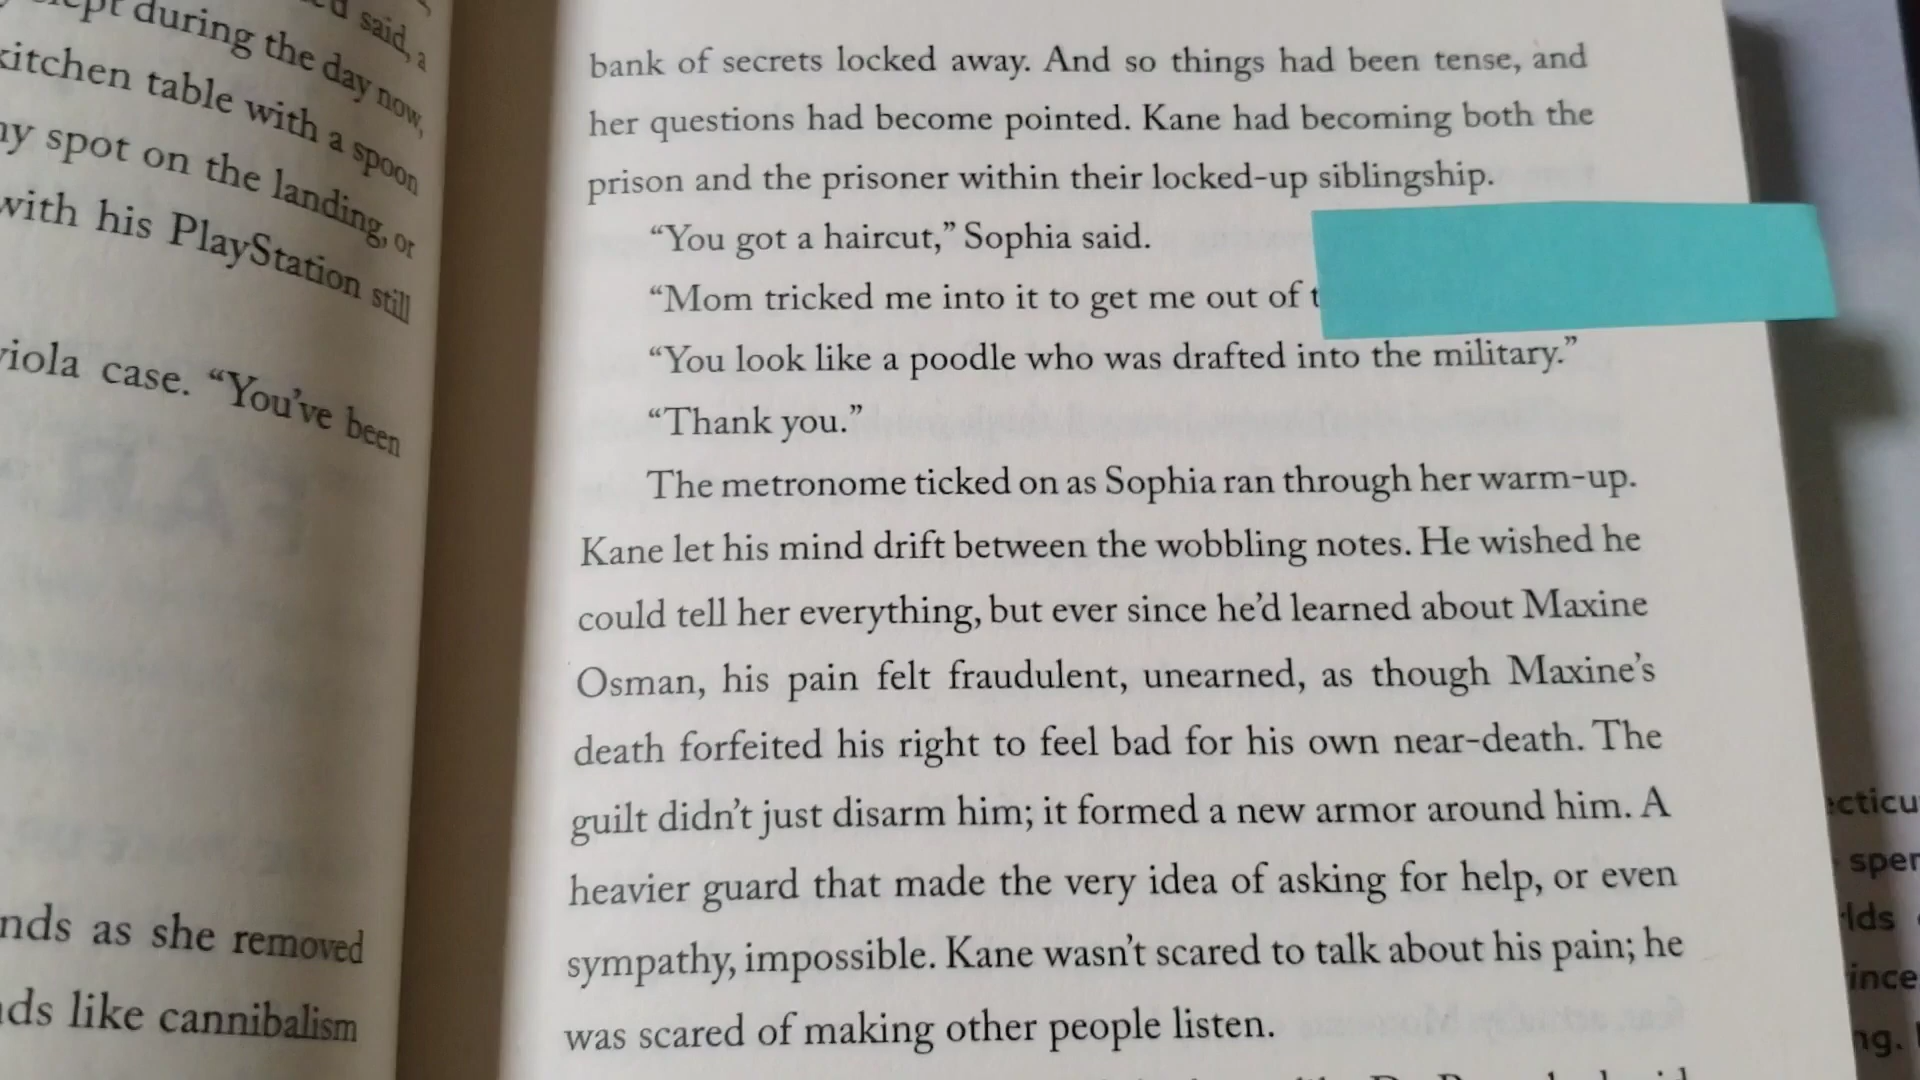 said, a
during the day now,
kitchen table with a spoon
spot on the landing, or
with his PlayStation still
viola case. “You’ve been
as she removed
like cannibalism
bank of secrets locked away. And so things had been tense, and
her questions had become pointed. Kane had becoming both the
prison and the prisoner within their locked-up siblingship.
“You got a haircut,” Sophia said.
“Mom tricked me into it to get me out of
“You look like a poodle who was drafted into the military.”
“Thank you.”
The metronome ticked on as Sophia ran through her warm-up.
Kane let his mind drift between the wobbling notes. He wished he
could tell her everything, but ever since he’d learned about Maxine
Osman, his pain felt fraudulent, unearned, as though Maxine’s
death forfeited his right to feel bad for his own near-death. The
guilt didn’t just disarm him; it formed a new armor around him. A
heavier guard that made the very idea of asking for help, or even
sympathy, impossible. Kane wasn’t scared to talk about his pain; he
was scared of making other people listen.